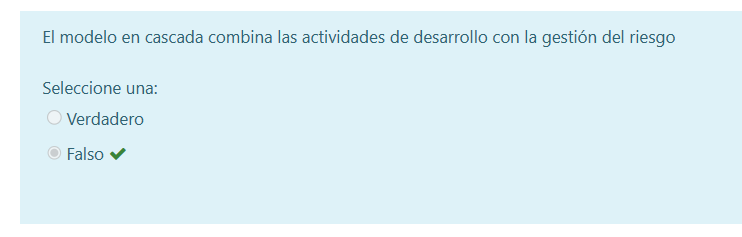 El modelo en cascada combina las actividades de desarrollo con la gestión del riesgo
Seleccione una:
Verdadero
Falso